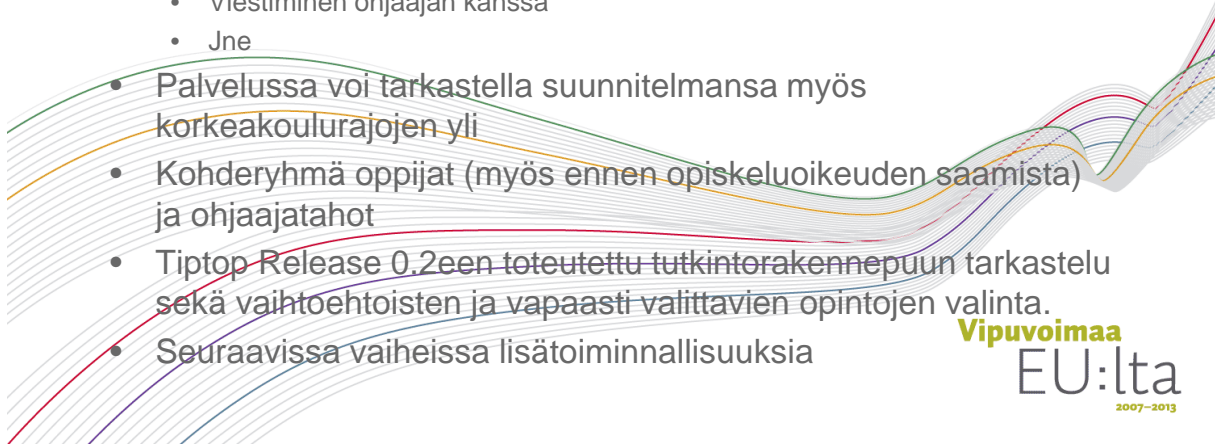 • Viestiminen ohjaajan kanssa
• Jne
• Palvelussa voi tarkastella suunnitelmansa myös
korkeakoulurajojen yli
• Kohderyhmä oppijat (myös ennen opiskeluoikeuden saamista)
ja ohjaajatahot
• Tiptop Release 0.2een toteutettu tutkintorakennepuun tarkastelu
sekä vaihtoehtoisten ja vapaasti valittavien opintojen valinta.
• Seuraavissa vaiheissa lisätoiminnallisuuksia
Vipuvoimaa
EU:lta
2007–2013